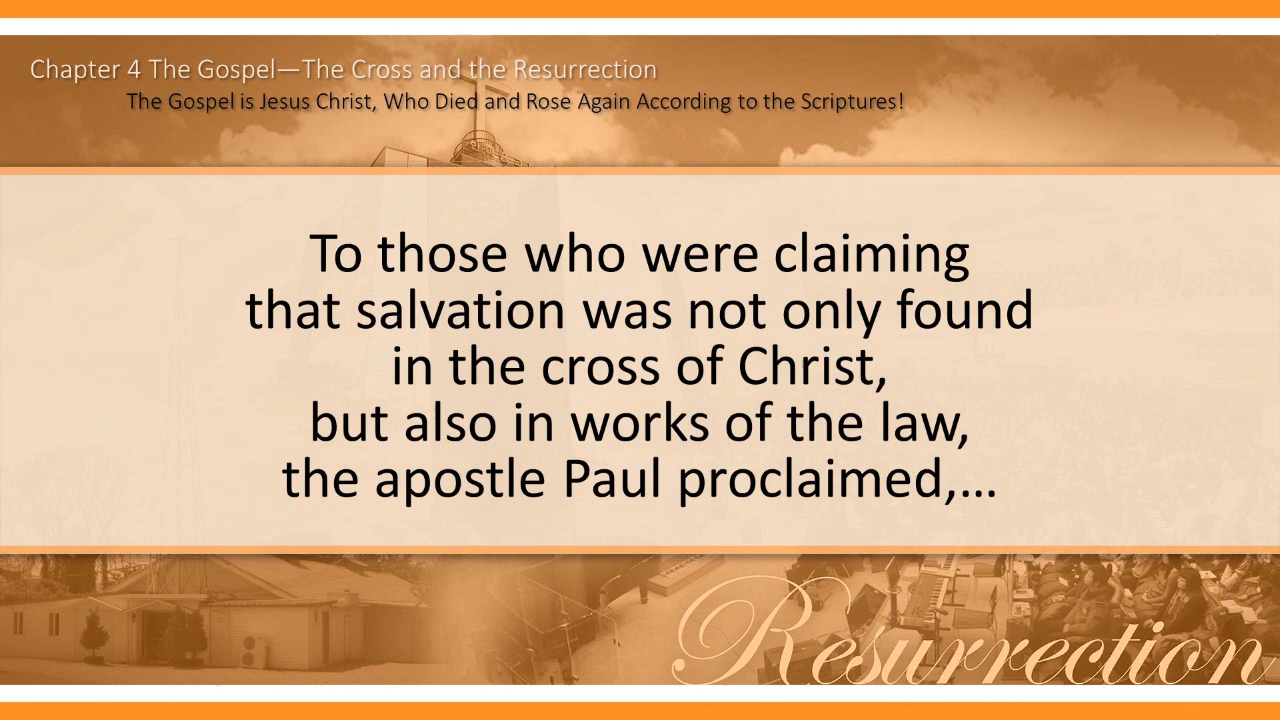 Chapter 4 The Gospel—The Cross and the Resurrection
The Gospel is Jesus Christ, Who Died and Rose Again According to the Scriptures!
To those who were claiming
that salvation was not only found
in the cross of Christ,
but also in works of the law,
the apostle Paul proclaimed,...
Resurrection